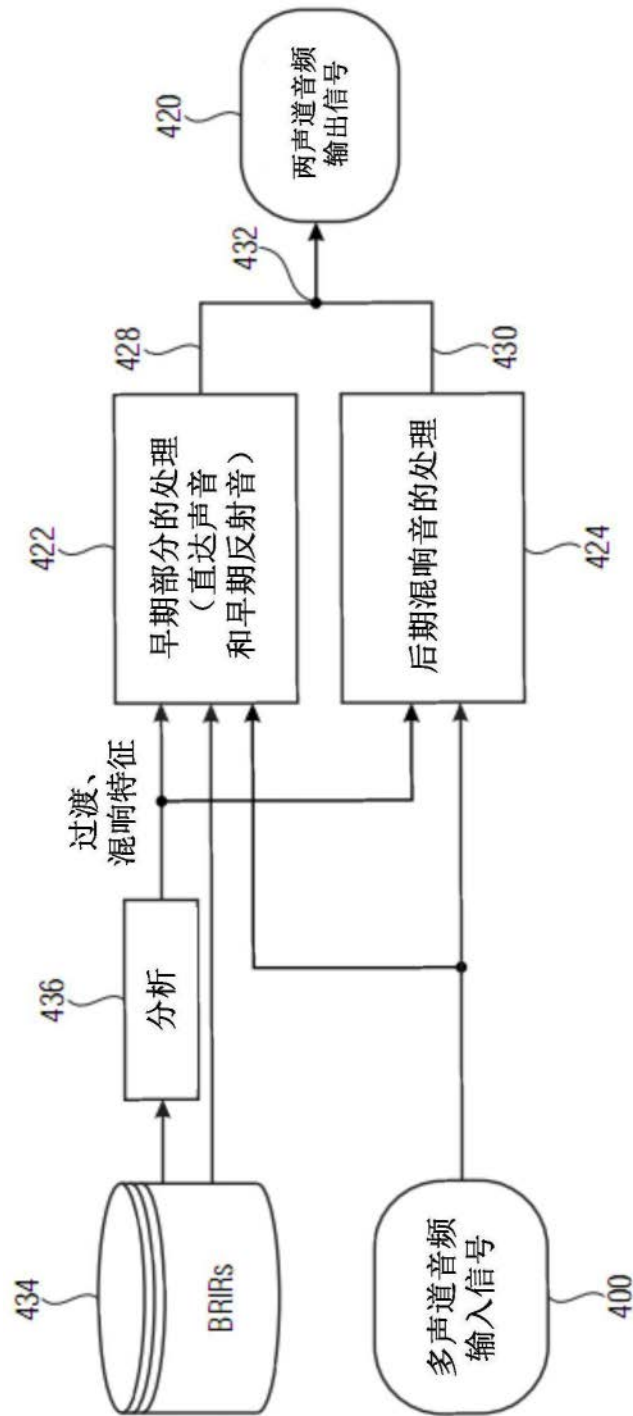 434
BRIRs
436
分析
过渡、
混响特征
422
早期部分的处理
（直达声音
和早期反射音）
428
432
420
两声道音频
输出信号
400
多声道音频
输入信号
424
后期混响音的处理
430